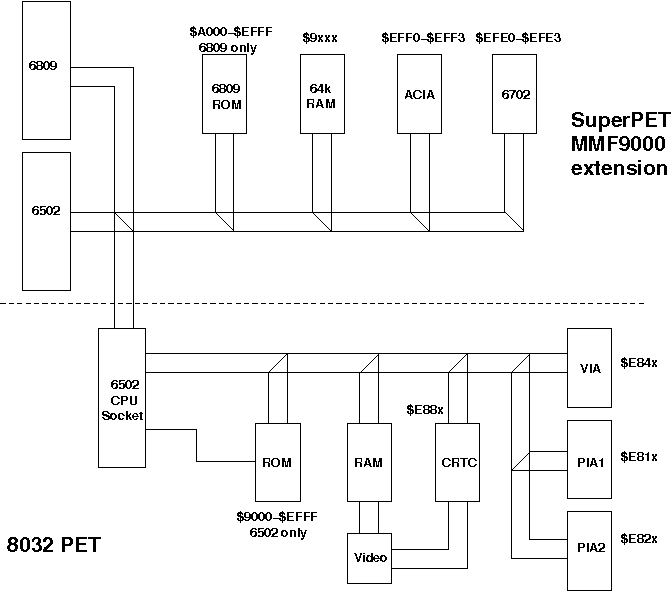 $A000-$EFFF
6809 only
$9xxx
$EFF0-$EFF3
$EFE0-$EFE3
6809
6809
ROM
64k
RAM
ACIA
6702
SuperPET
MMF9000
extension
6502
6502
CPU
Socket
VIA
$E84x
$E88x
ROM
RAM
CRTC
PIA1
$E81x
$9000-$EFFF
6502 only
8032 PET
Video
PIA2
$E82x